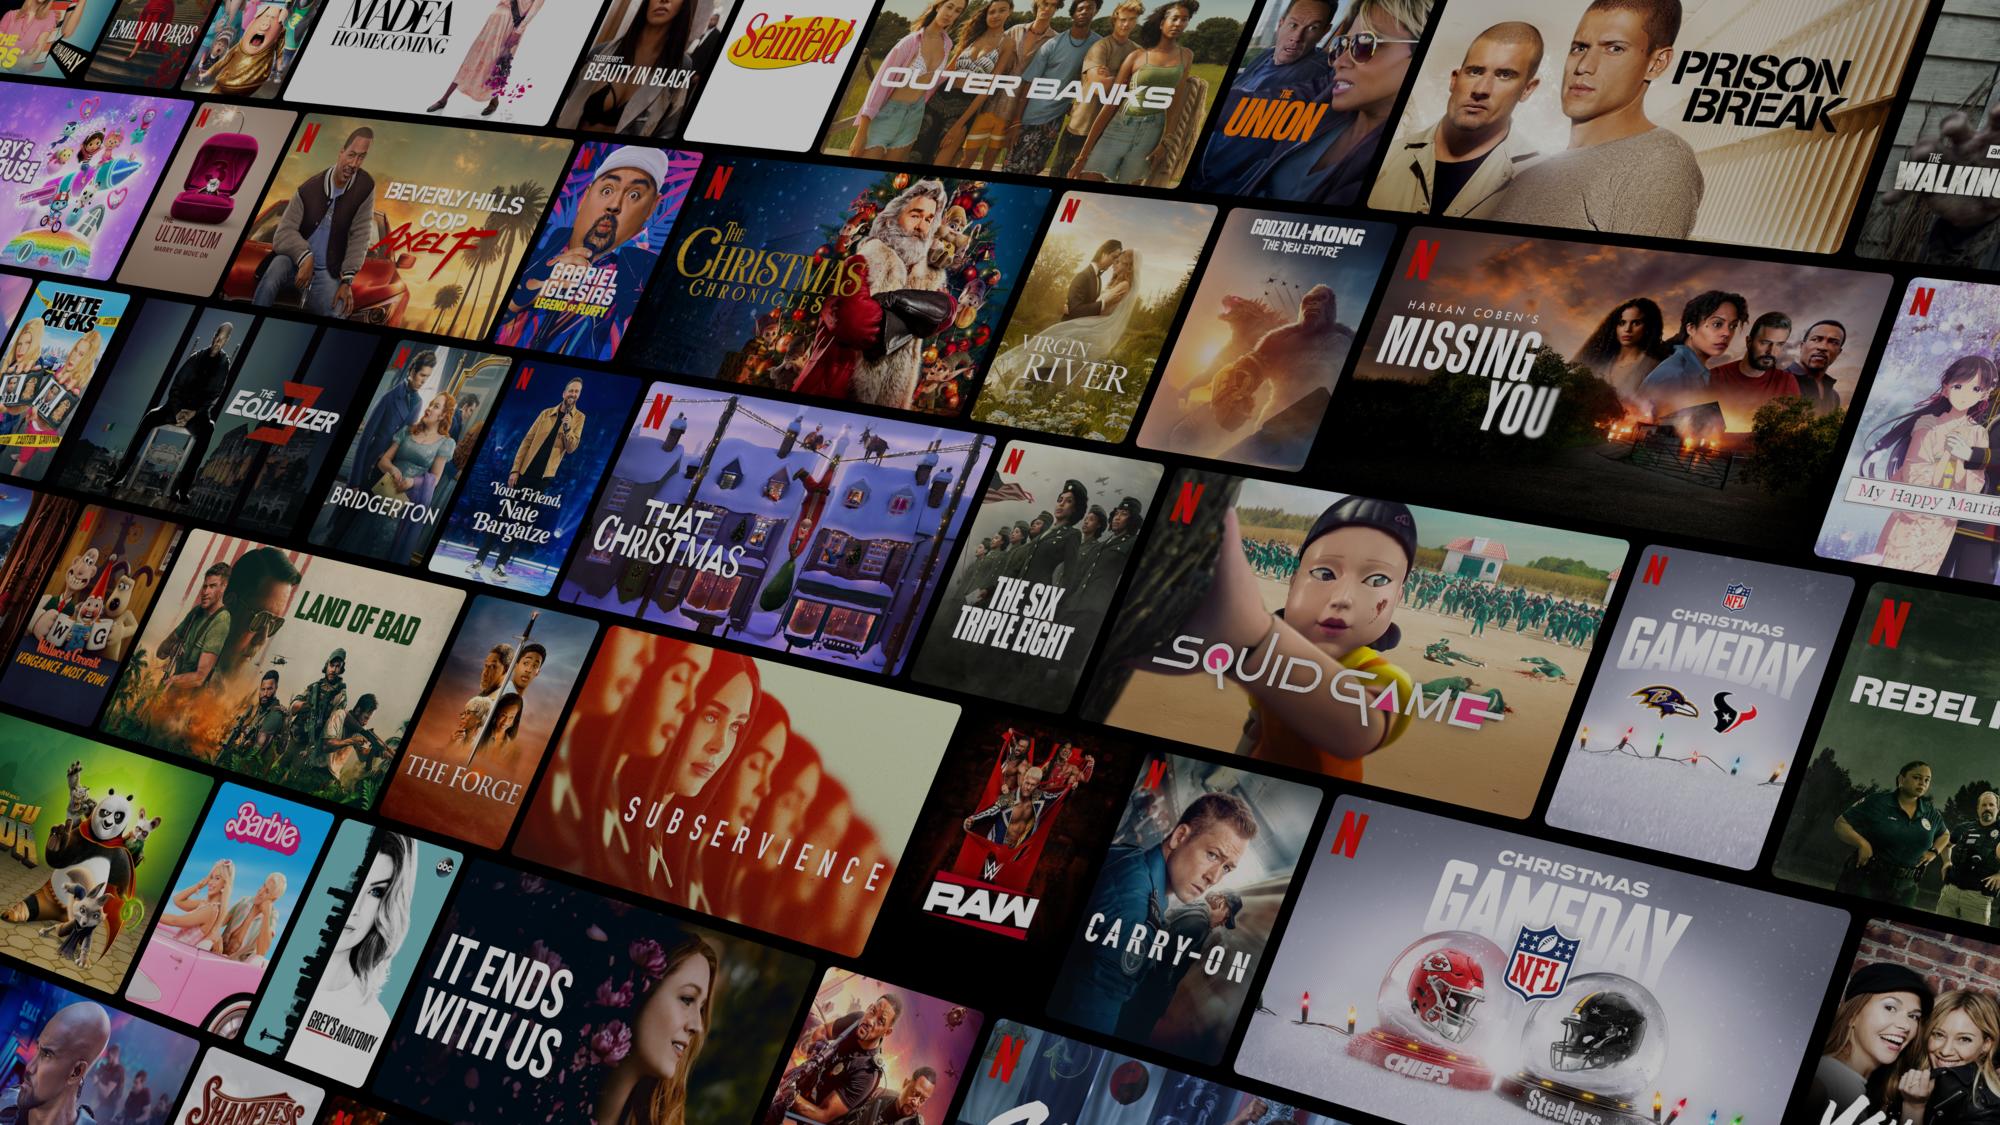 EMILY IN PARIS
MADEA
HOMECOMING
TYLER PERRY'S
BEAUTY IN BLACK
Seinfeld
OUTER BANKS
THE
UNION
PRISON
BREAK
THE
WALKIN
BY'S
USE
THE
ULTIMATUM
MARRY OR MOVE ON
BEVERLY HILLS
COP
AXEL F
GABRIEL
IGLESIAS
LEGEND OF FLUFFY
THE
CHRISTMAS
CHRONICLES
VIRGIN
RIVER
GODZILLA × KONG
THE NEW EMPIRE
HARLAN COBEN'S
MISSING
YOU
My Happy Marria
WHITE
CHICKS
THE
EQUALIZER
3
BRIDGERTON
Your Friend,
Nate
Bargatze
THAT
CHRISTMAS
THE SIX
TRIPLE EIGHT
SQUID GAME
NFL
CHRISTMAS
GAMEDAY
REBEL
W G
Wallace & Gromit
VENGEANCE MOST FOWL
LAND OF BAD
THE FORGE
SUBSERVIENCE
W
RAW
CARRY-ON
CHRISTMAS
GAMEDAY
NFL
CHIEFS
Steelers
G FU
Barbie
abc
GREY'S ANATOMY
IT ENDS
WITH US
SHAMELESS